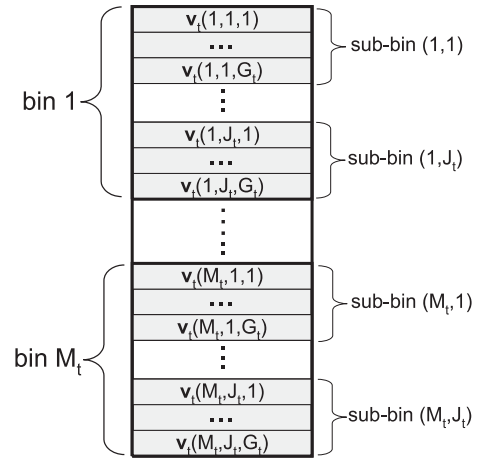 v_t(1,1,1)
...
v_t(1,1,G_t)
sub-bin (1,1)
bin 1
v_t(1,J_t,1)
...
v_t(1,J_t,G_t)
sub-bin (1,J_t)
v_t(M_t,1,1)
...
v_t(M_t,1,G_t)
sub-bin (M_t,1)
bin M_t
v_t(M_t,J_t,1)
...
v_t(M_t,J_t,G_t)
sub-bin (M_t,J_t)